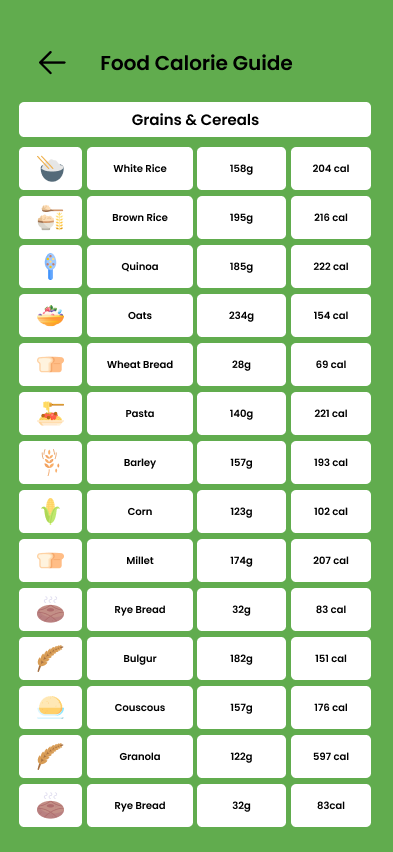 Food Calorie Guide
Grains & Cereals
White Rice 158g 204 cal
Brown Rice 195g 216 cal
Quinoa 185g 222 cal
Oats 234g 154 cal
Wheat Bread 28g 69 cal
Pasta 140g 221 cal
Barley 157g 193 cal
Corn 123g 102 cal
Millet 174g 207 cal
Rye Bread 32g 83 cal
Bulgur 182g 151 cal
Couscous 157g 176 cal
Granola 122g 597 cal
Rye Bread 32g 83cal